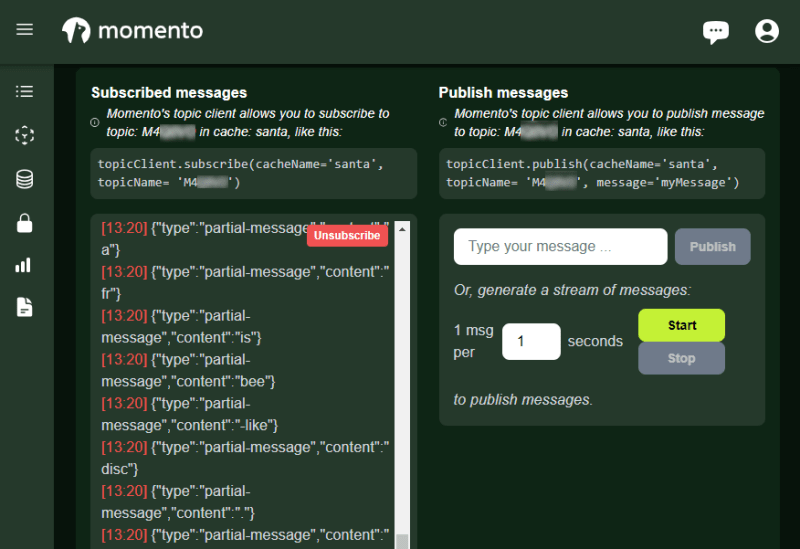 momento
Subscribed messages
Momento's topic client allows you to subscribe to
topic: M4 in cache: santa, like this:
topicClient.subscribe(cacheName='santa',
topicName= 'M4')
[13:20] {"type":"partial-message","content":"
a"}
Unsubscribe
[13:20] {"type":"partial-message","content":"
fr"}
[13:20] {"type":"partial-
message","content":"is"}
[13:20] {"type":"partial-
message","content":"bee"}
[13:20] {"type":"partial-
message","content":"-like"}
[13:20] {"type":"partial-message","content":"
disc"}
[13:20] {"type":"partial-
message","content":"."}
[13:20] {"type":"partial-message","content":"
Publish messages
Momento's topic client allows you to publish message
to topic: M4 in cache: santa, like this:
topicClient.publish(cacheName='santa',
topicName= 'M4', message='myMessage')
Type your message ...
Publish
Or, generate a stream of messages:
1 msg
per
1
seconds
Start
Stop
to publish messages.